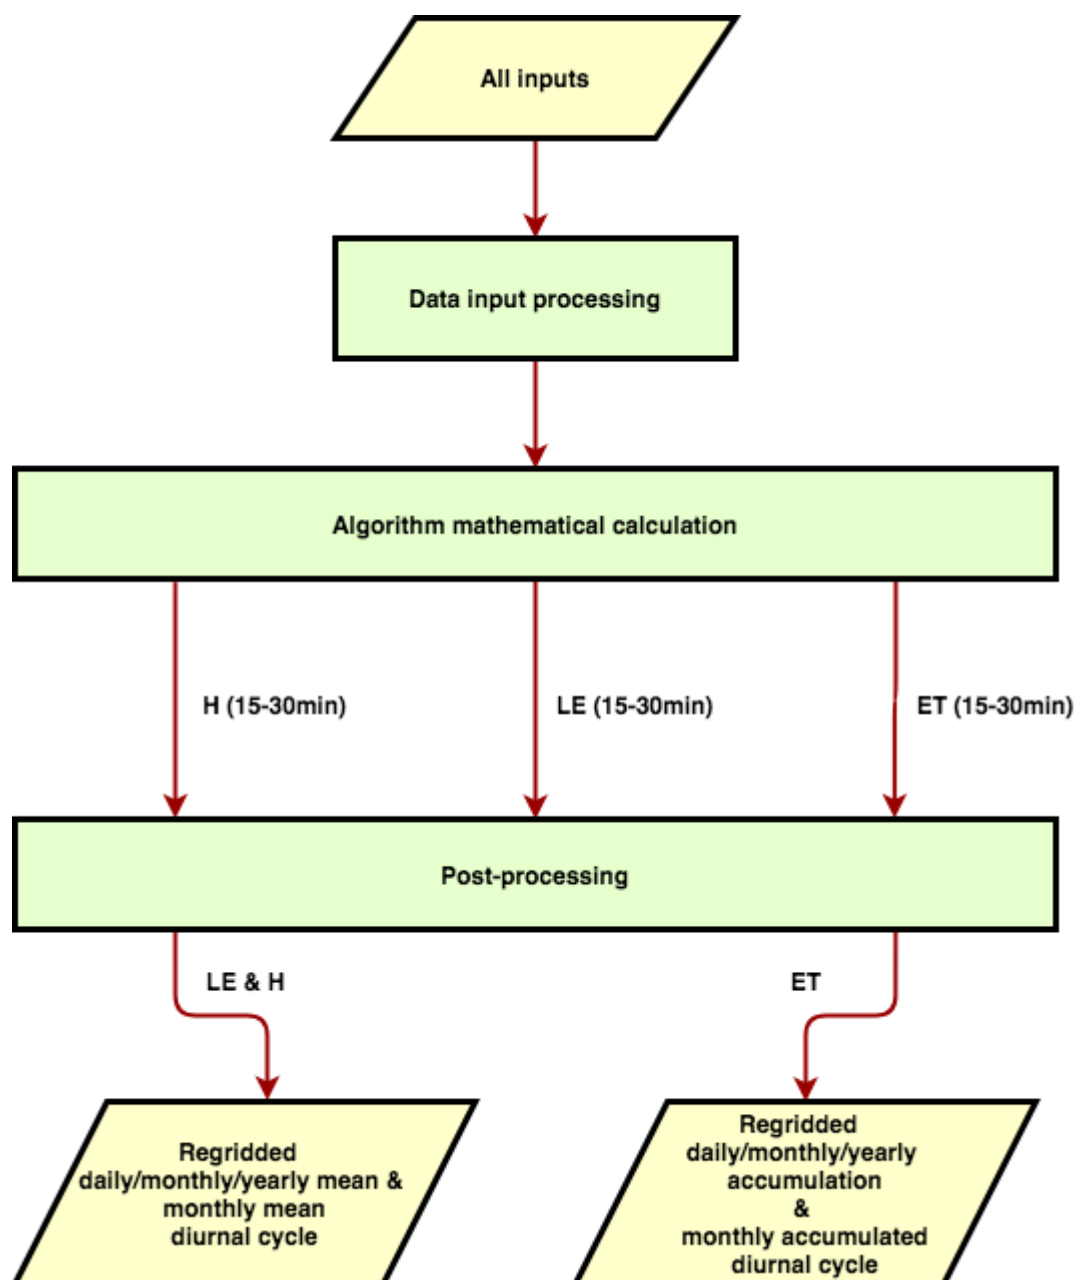 All inputs
Data input processing
Algorithm mathematical calculation
H (15-30min)
LE (15-30min)
ET (15-30min)
Post-processing
LE & H
ET
Regridded
daily/monthly/yearly mean &
monthly mean
diurnal cycle
Regridded
daily/monthly/yearly
accumulation
&
monthly accumulated
diurnal cycle